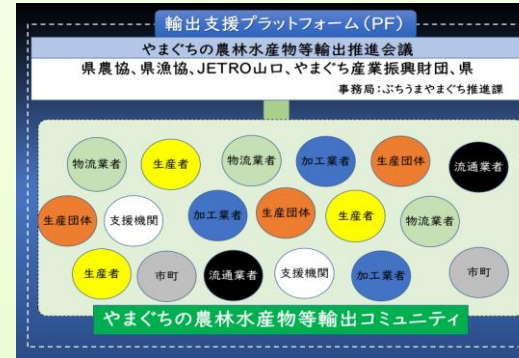 輸出支援プラットフォーム(PF)
やまぐちの農林水産物等輸出推進会議
県農協、県漁協、JETRO山口、やまぐち産業振興財団、県
事務局:ぶちうまやまぐち推進課
物流業者
生産者
物流業者
加工業者
生産団体
流通業者
生産団体
支援機関
加工業者
生産団体
生産者
物流業者
生産者
市町
流通業者
支援機関
加工業者
市町
やまぐちの農林水産物等輸出コミュニティ